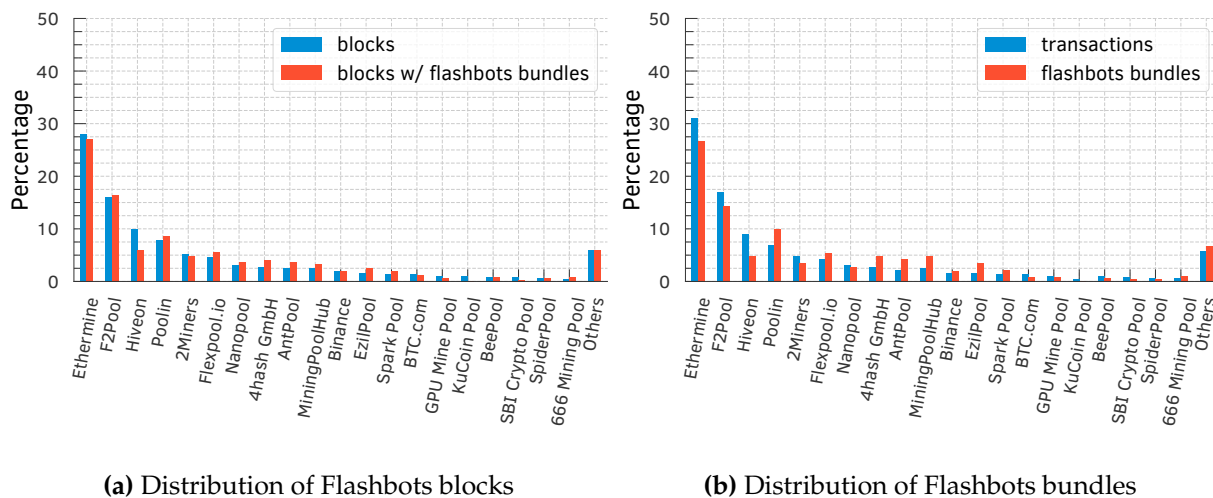 50
40
30
20
10
0
Percentage
blocks
blocks w/ flashbots bundles
Ethermine
F2Pool
Hiveon
Poolin
2Miners
Flexpool.io
Nanopool
4hash GmbH
AntPool
MiningPoolHub
Binance
EzilPool
Spark Pool
BTC.com
GPU Mine Pool
KuCoin Pool
BeePool
SBI Crypto Pool
SpiderPool
666 Mining Pool
Others
(a) Distribution of Flashbots blocks
50
40
30
20
10
0
Percentage
transactions
flashbots bundles
Ethermine
F2Pool
Hiveon
Poolin
2Miners
Flexpool.io
Nanopool
4hash GmbH
AntPool
MiningPoolHub
Binance
EzilPool
Spark Pool
BTC.com
GPU Mine Pool
KuCoin Pool
BeePool
SBI Crypto Pool
SpiderPool
666 Mining Pool
Others
(b) Distribution of Flashbots bundles